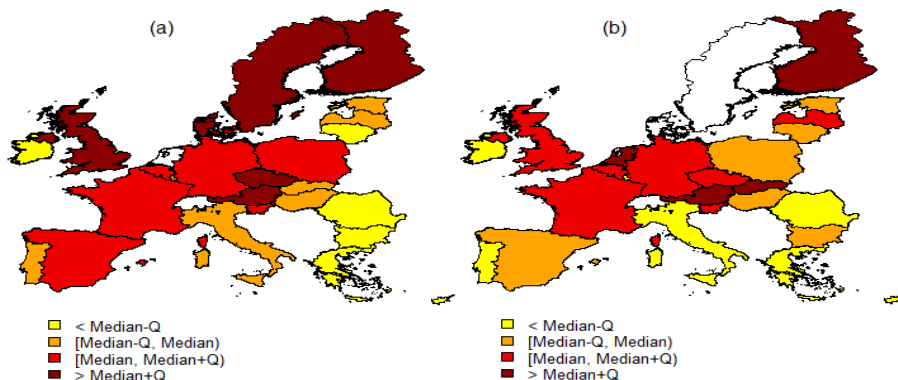 (a)
(b)
< Median-Q
[Median-Q, Median)
[Median, Median+Q)
> Median+Q
< Median-Q
[Median-Q, Median)
[Median, Median+Q)
> Median+Q